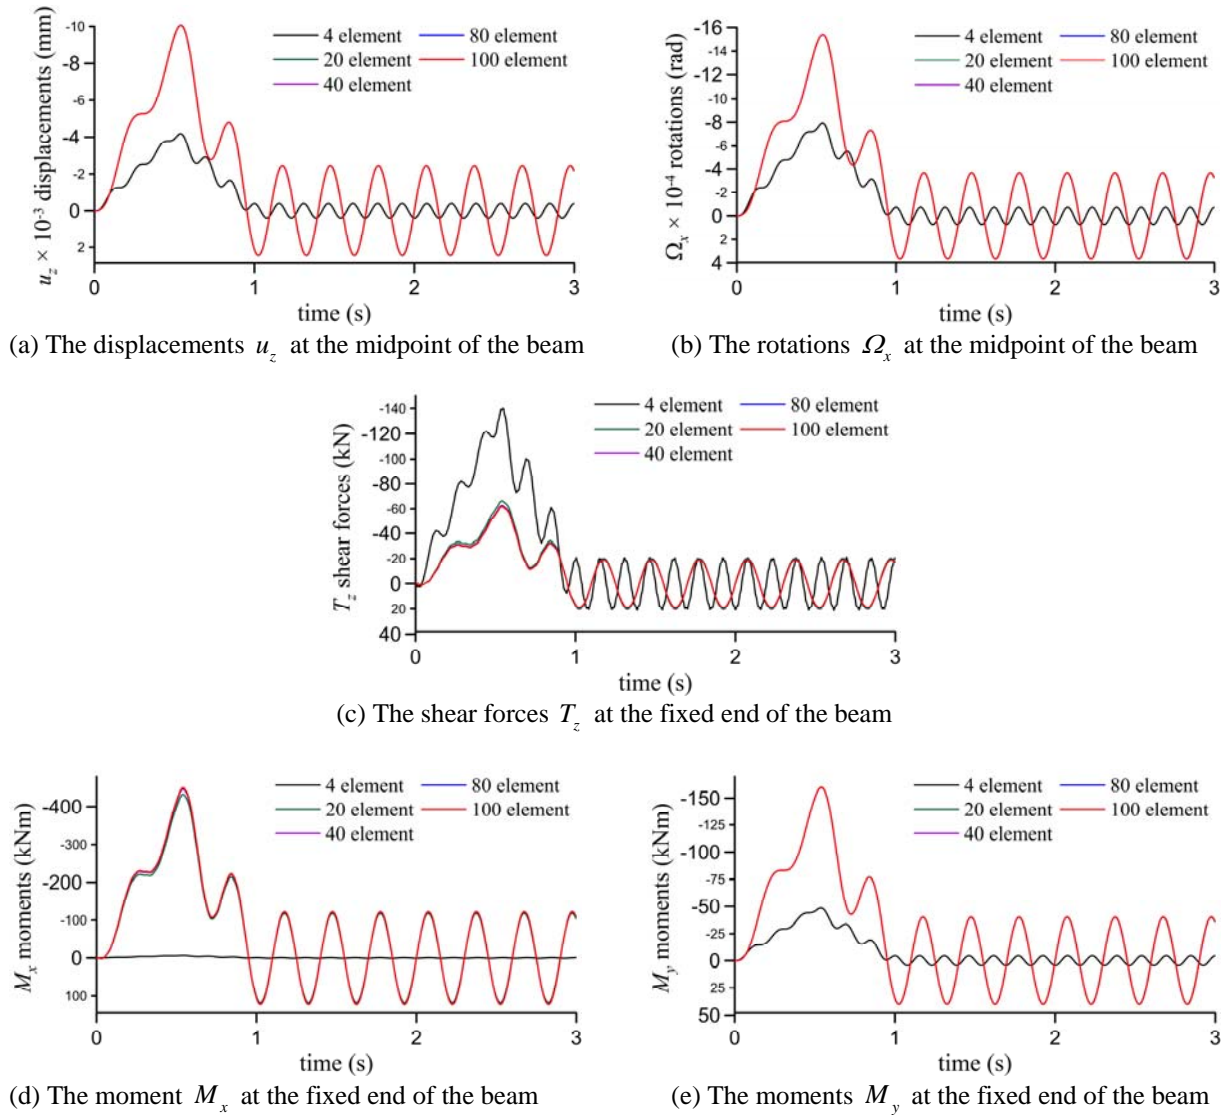 4 element 80 element
20 element 100 element
40 element
u_z × 10⁻³ displacements (mm)
-10
-8
-6
-4
-2
0
2
0 1 2 3
time (s)
(a) The displacements u_z at the midpoint of the beam
4 element 80 element
20 element 100 element
40 element
Ω_x × 10⁻⁴ rotations (rad)
-16
-14
-12
-10
-8
-6
-4
-2
0
2
4
0 1 2 3
time (s)
(b) The rotations Ω_x at the midpoint of the beam
4 element 80 element
20 element 100 element
40 element
T_z shear forces (kN)
-140
-120
-100
-80
-60
-40
-20
0
20
40
0 1 2 3
time (s)
(c) The shear forces T_z at the fixed end of the beam
4 element 80 element
20 element 100 element
40 element
M_x moments (kNm)
-400
-300
-200
-100
0
100
0 1 2 3
time (s)
(d) The moment M_x at the fixed end of the beam
4 element 80 element
20 element 100 element
40 element
M_y moments (kNm)
-150
-125
-100
-75
-50
-25
0
25
50
0 1 2 3
time (s)
(e) The moments M_y at the fixed end of the beam